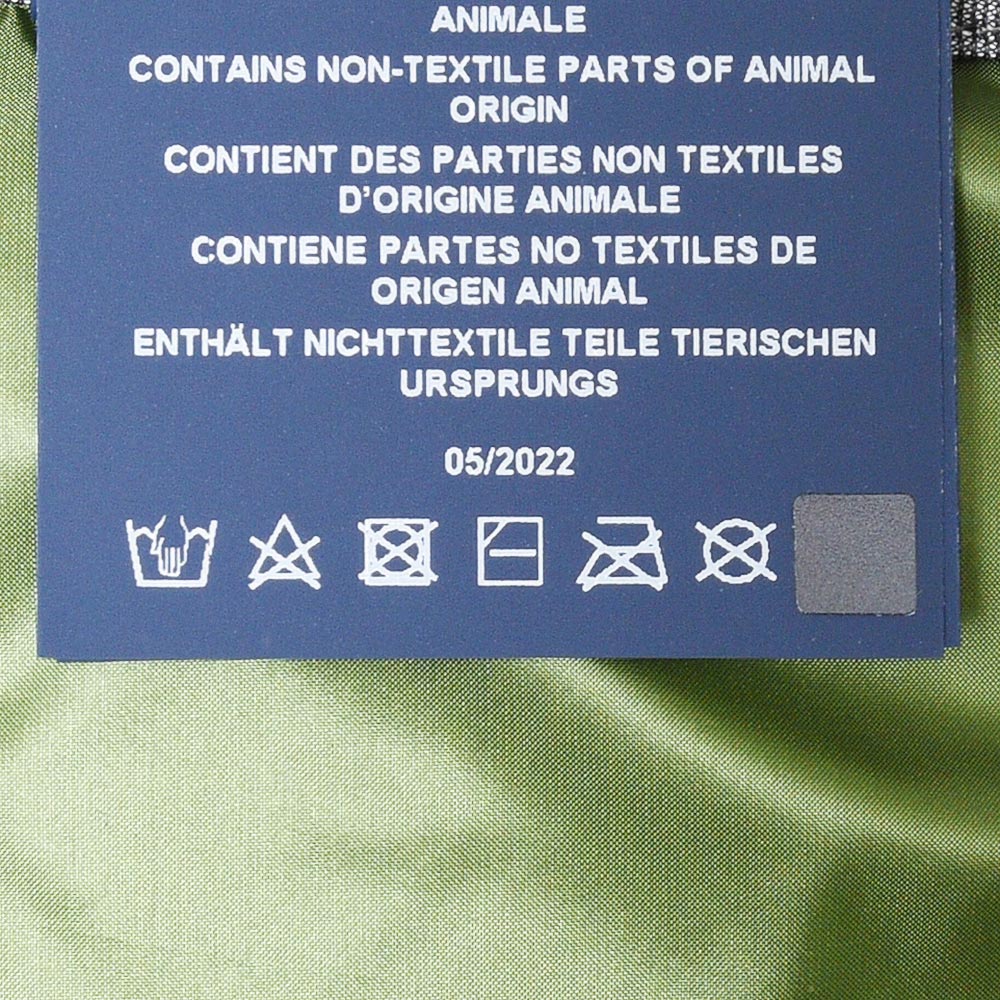 ANIMALE
CONTAINS NON-TEXTILE PARTS OF ANIMAL
ORIGIN
CONTIENT DES PARTIES NON TEXTILES
D'ORIGINE ANIMALE
CONTIENE PARTES NO TEXTILES DE
ORIGEN ANIMAL
ENTHÄLT NICHTTEXTILE TEILE TIERISCHEN
URSPRUNGS
05/2022